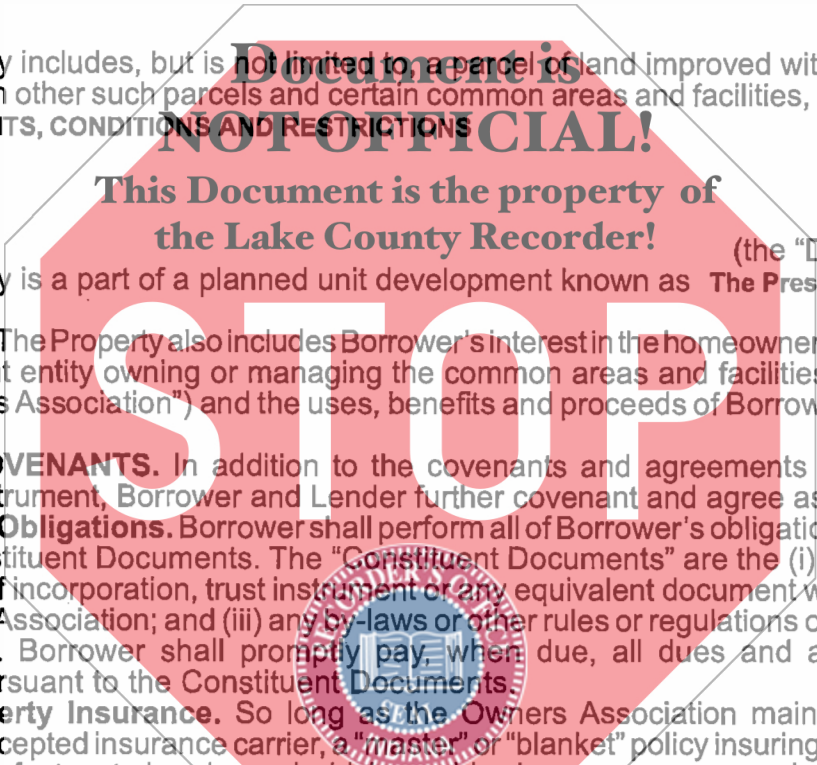 Document is
y includes, but is not limited to, a parcel of land improved wit
other such parcels and certain common areas and facilities,
TS, CONDITIONS AND RESTRICTIONS
NOT OFFICIAL!
This Document is the property of
the Lake County Recorder!
(the “D
y is a part of a planned unit development known as The Pres
STOP
The Property also includes Borrower's interest in the homeowner
t entity owning or managing the common areas and facilities
s Association”) and the uses, benefits and proceeds of Borrow
OVENANTS. In addition to the covenants and agreements
trument, Borrower and Lender further covenant and agree as
Obligations. Borrower shall perform all of Borrower's obligatio
stituent Documents. The “Constituent Documents” are the (i)
f incorporation, trust instrument or any equivalent document w
Association; and (iii) any by-laws or other rules or regulations o
. Borrower shall promptly pay, when due, all dues and a
rsuant to the Constituent Documents.
erty Insurance. So long as the Owners Association main
cepted insurance carrier, a “master” or “blanket” policy insuring
SEAL
INDIANA